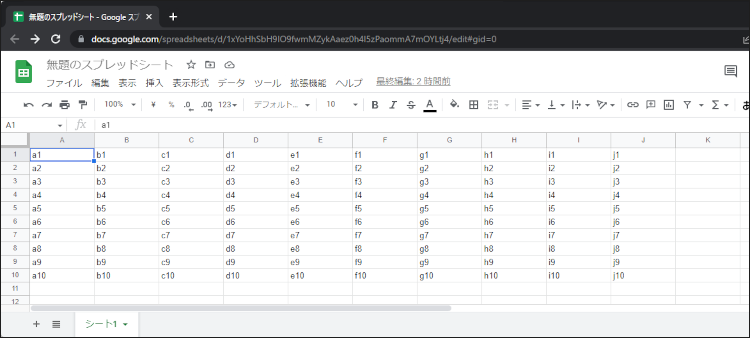 無題のスプレッドシート - Google スプ
docs.google.com/spreadsheets/d/1xYoHhSbH9IO9fwmMZykAaez0h4l5zPaommA7mOYLtj4/edit#gid=0
無題のスプレッドシート
ファイル 編集 表示 挿入 表示形式 データ ツール 拡張機能 ヘルプ 最終編集: 2 時間前
100% ¥ % .0 .00 123 デフォルト... 10 B I S A Σ あ
A1 fx a1
A B C D E F G H I J K
1 a1 b1 c1 d1 e1 f1 g1 h1 i1 j1
2 a2 b2 c2 d2 e2 f2 g2 h2 i2 j2
3 a3 b3 c3 d3 e3 f3 g3 h3 i3 j3
4 a4 b4 c4 d4 e4 f4 g4 h4 i4 j4
5 a5 b5 c5 d5 e5 f5 g5 h5 i5 j5
6 a6 b6 c6 d6 e6 f6 g6 h6 i6 j6
7 a7 b7 c7 d7 e7 f7 g7 h7 i7 j7
8 a8 b8 c8 d8 e8 f8 g8 h8 i8 j8
9 a9 b9 c9 d9 e9 f9 g9 h9 i9 j9
10 a10 b10 c10 d10 e10 f10 g10 h10 i10 j10
11
12
シート1